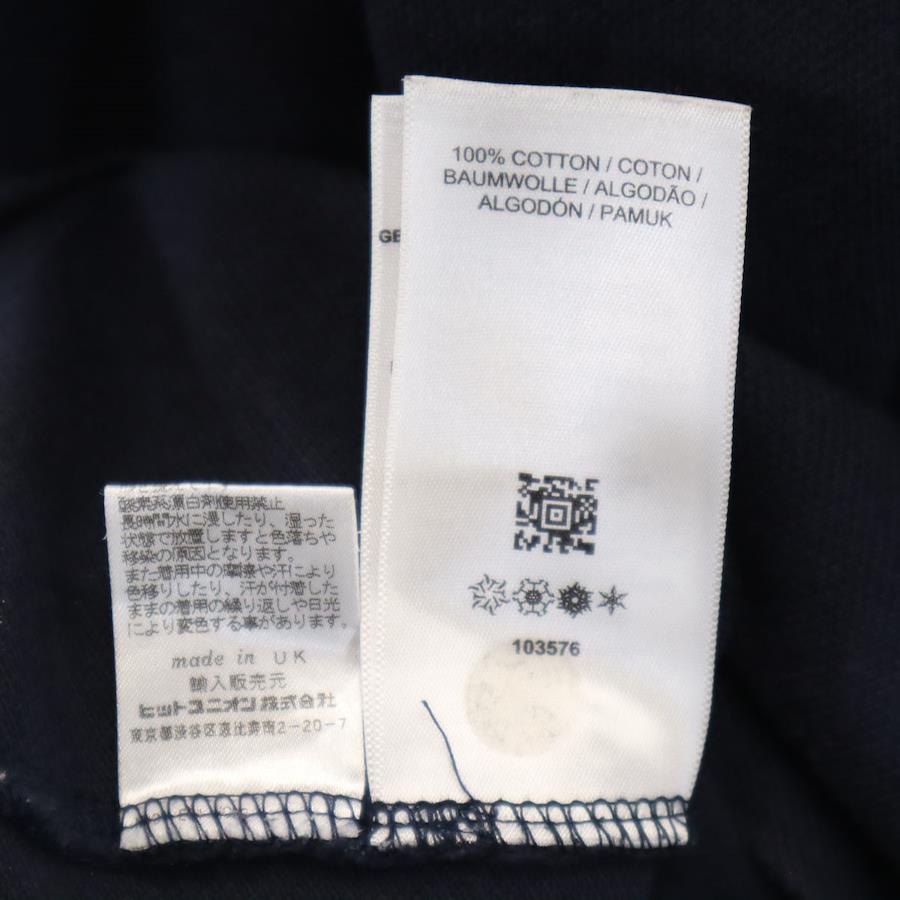 100% COTTON / COTON /
BAUMWOLLE / ALGODÃO /
ALGODÓN / PAMUK
GE
103576
酸素系漂白剤使用禁止
長時間水に浸したり、湿った
状態で放置しますと色落ちや
移染の原因となります。
また着用中の摩擦や汗により
色移りしたり、汗が付着した
ままの着用の繰り返しや日光
により変色する事があります。
made in UK
輸入販売元
ヒットユニオン株式会社
東京都渋谷区恵比寿南2-20-7